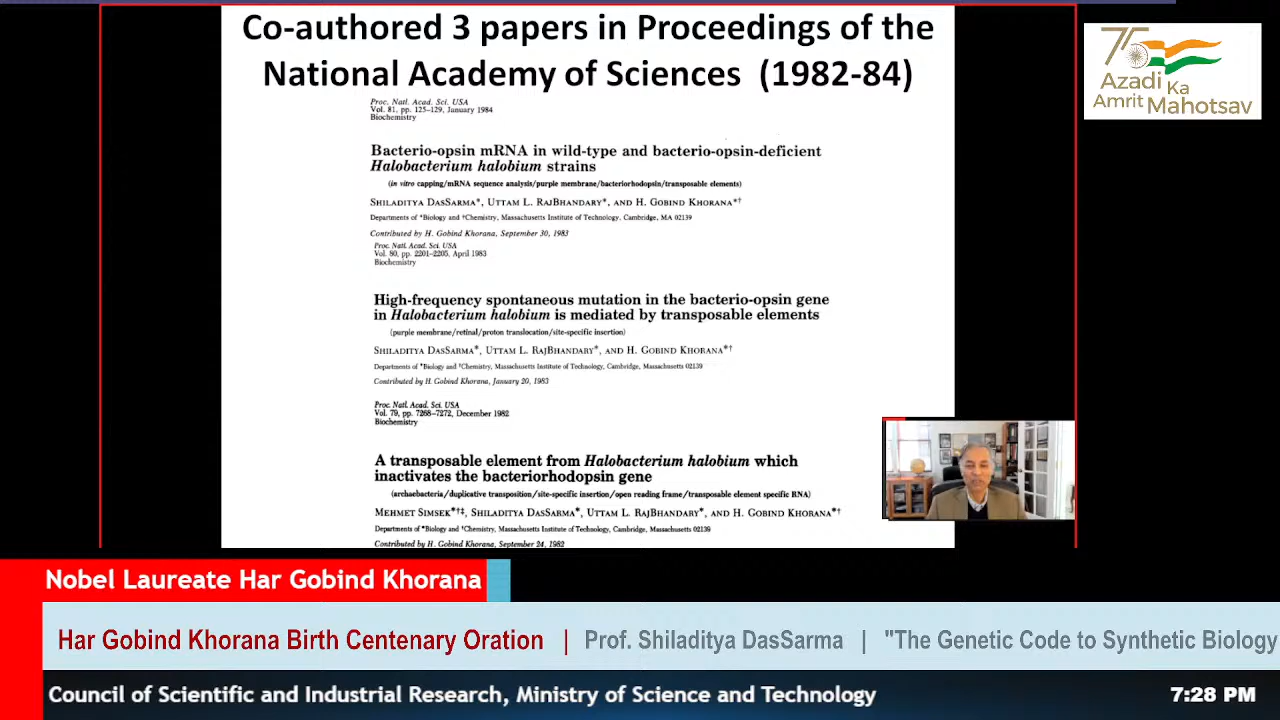 Co-authored 3 papers in Proceedings of the
National Academy of Sciences (1982-84)
Proc. Natl. Acad. Sci. USA
Vol. 81, pp. 125-129, January 1984
Biochemistry
Bacterio-opsin mRNA in wild-type and bacterio-opsin-deficient
Halobacterium halobium strains
(in vitro capping/mRNA sequence analysis/purple membrane/bacteriorhodopsin/transposable elements)
SHILADITYA DASSARMA*, UTTAM L. RAJBHANDARY*, AND H. GOBIND KHORANA*†
Departments of *Biology and †Chemistry, Massachusetts Institute of Technology, Cambridge, MA 02139
Contributed by H. Gobind Khorana, September 30, 1983
Proc. Natl. Acad. Sci. USA
Vol. 80, pp. 2201-2205, April 1983
Biochemistry
High-frequency spontaneous mutation in the bacterio-opsin gene
in Halobacterium halobium is mediated by transposable elements
(purple membrane/retinal/proton translocation/site-specific insertion)
SHILADITYA DASSARMA*, UTTAM L. RAJBHANDARY*, AND H. GOBIND KHORANA*†
Departments of *Biology and †Chemistry, Massachusetts Institute of Technology, Cambridge, Massachusetts 02139
Contributed by H. Gobind Khorana, January 20, 1983
Proc. Natl. Acad. Sci. USA
Vol. 79, pp. 7268-7272, December 1982
Biochemistry
A transposable element from Halobacterium halobium which
inactivates the bacteriorhodopsin gene
(archaebacteria/duplicative transposition/site-specific insertion/open reading frame/transposable element specific RNA)
MEHMET SIMSEK*†‡, SHILADITYA DASSARMA*, UTTAM L. RAJBHANDARY*, AND H. GOBIND KHORANA*†
Departments of *Biology and †Chemistry, Massachusetts Institute of Technology, Cambridge, Massachusetts 02139
Contributed by H. Gobind Khorana, September 24, 1982
75
Azadi
Ka
Amrit Mahotsav
Nobel Laureate Har Gobind Khorana
Har Gobind Khorana Birth Centenary Oration | Prof. Shiladitya DasSarma | "The Genetic Code to Synthetic Biology
Council of Scientific and Industrial Research, Ministry of Science and Technology
7:28 PM